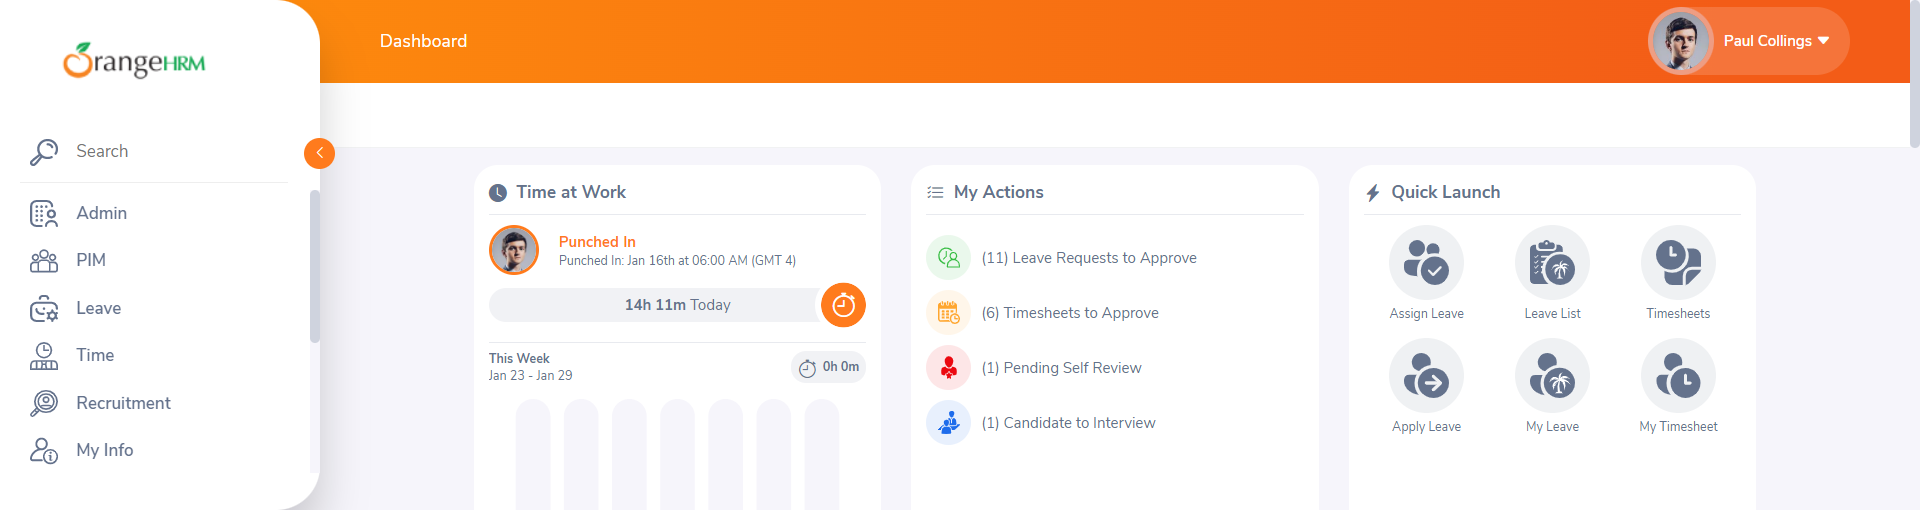 OrangeHRM
Dashboard
Paul Collings
Search
Admin
PIM
Leave
Time
Recruitment
My Info
Time at Work
Punched In
Punched In: Jan 16th at 06:00 AM (GMT 4)
14h 11m Today
This Week
Jan 23 - Jan 29
0h 0m
My Actions
(11) Leave Requests to Approve
(6) Timesheets to Approve
(1) Pending Self Review
(1) Candidate to Interview
Quick Launch
Assign Leave
Leave List
Timesheets
Apply Leave
My Leave
My Timesheet